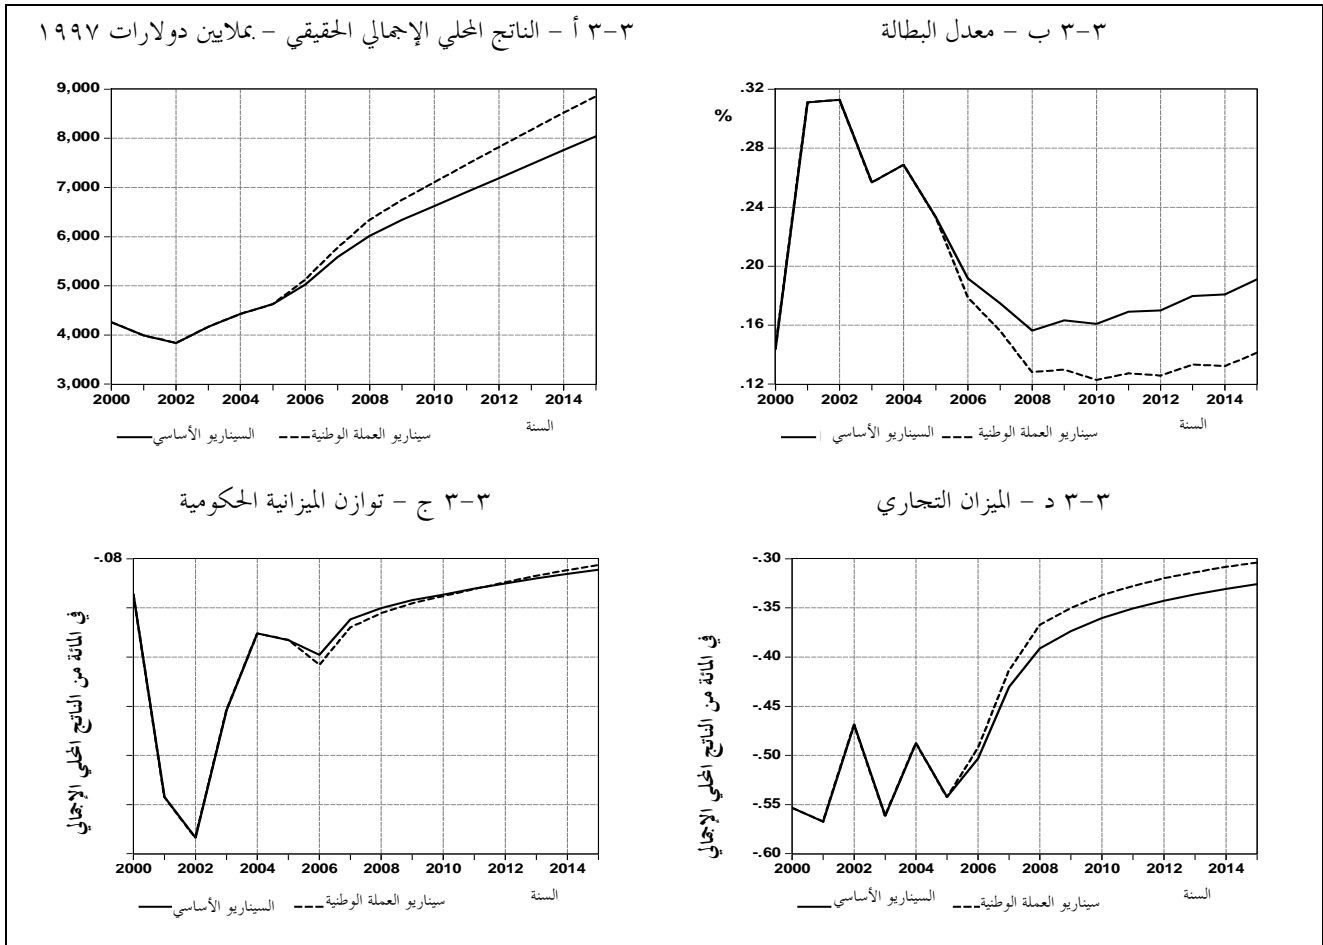 ٣-٣ أ - الناتج المحلي الإجمالي الحقيقي - بملايين دولارات ١٩٩٧
9,000
8,000
7,000
6,000
5,000
4,000
3,000
2000 2002 2004 2006 2008 2010 2012 2014
السنة
سيناريو العملة الوطنية
السيناريو الأساسي
٣-٣ ب - معدل البطالة
%
.32
.28
.24
.20
.16
.12
2000 2002 2004 2006 2008 2010 2012 2014
السنة
سيناريو العملة الوطنية
السيناريو الأساسي
٣-٣ ج - توازن الميزانية الحكومية
في المائة من الناتج المحلي الإجمالي
-.08
2000 2002 2004 2006 2008 2010 2012 2014
السنة
سيناريو العملة الوطنية
السيناريو الأساسي
٣-٣ د - الميزان التجاري
في المائة من الناتج المحلي الإجمالي
-.30
-.35
-.40
-.45
-.50
-.55
-.60
2000 2002 2004 2006 2008 2010 2012 2014
السنة
سيناريو العملة الوطنية
السيناريو الأساسي